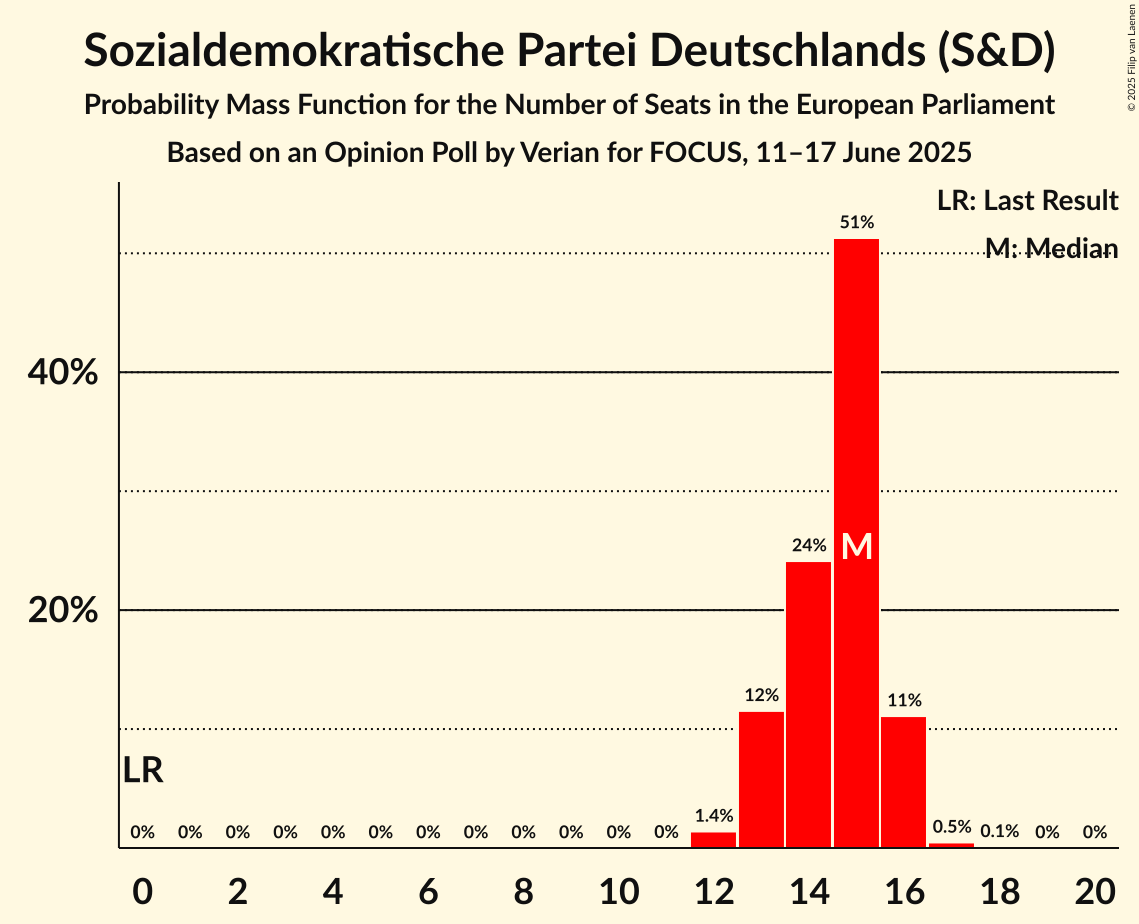 Sozialdemokratische Partei Deutschlands (S&D)
Probability Mass Function for the Number of Seats in the European Parliament
Based on an Opinion Poll by Verian for FOCUS, 11–17 June 2025
© 2025 Filip van Laenen
LR: Last Result
M: Median
51%
40%
24%
M
20%
12%
11%
LR
0% 0% 0% 0% 0% 0% 0% 0% 0% 0% 0% 0% 1.4% 0.5% 0.1% 0% 0%
0 2 4 6 8 10 12 14 16 18 20